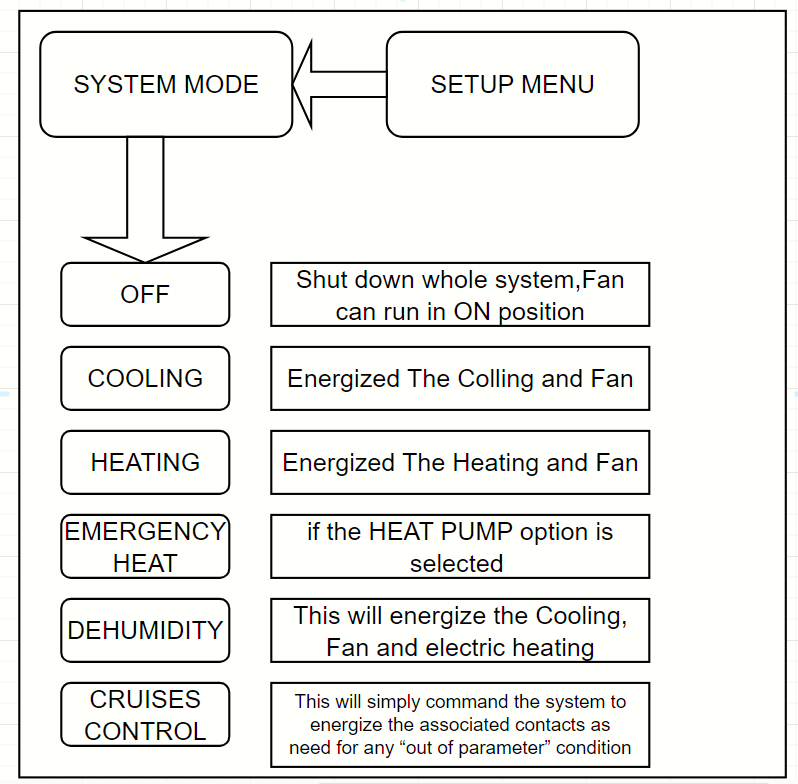 SYSTEM MODE
SETUP MENU
OFF
Shut down whole system,Fan
can run in ON position
COOLING
Energized The Colling and Fan
HEATING
Energized The Heating and Fan
EMERGENCY
HEAT
if the HEAT PUMP option is
selected
DEHUMIDITY
This will energize the Cooling,
Fan and electric heating
CRUISES
CONTROL
This will simply command the system to
energize the associated contacts as
need for any “out of parameter” condition